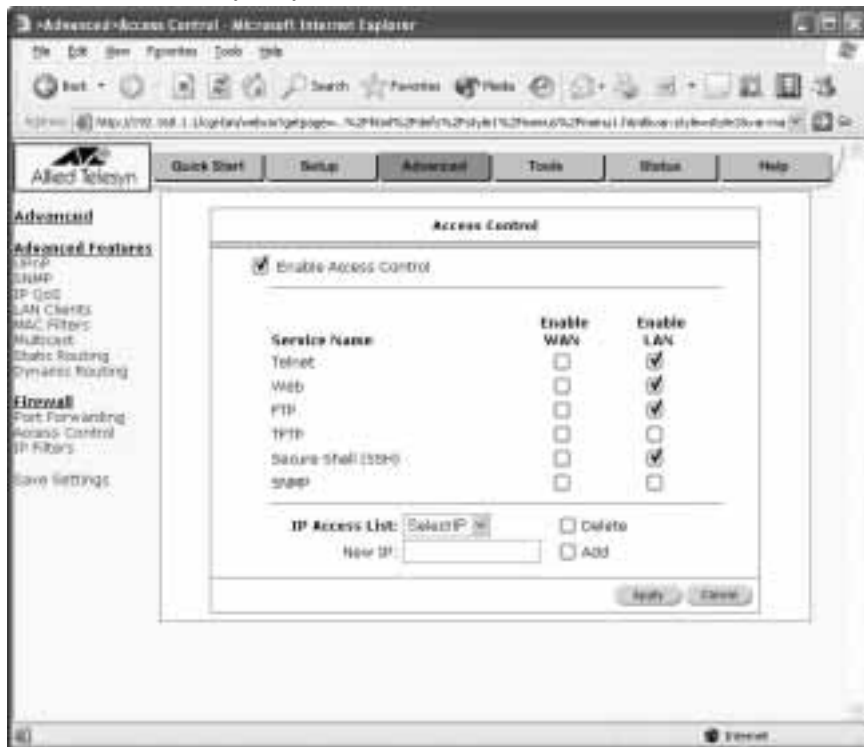 Advanced>Access Control - Microsoft Internet Explorer
File Edit View Favorites Tools Help
Back Search Favorites Media
Address Go
Allied Telesyn
Quick Start Setup Advanced Tools Status Help
Advanced
Advanced Features
UPnP
SNMP
IP QoS
LAN Clients
MAC Filters
Multicast
Static Routing
Dynamic Routing
Firewall
Port Forwarding
Access Control
IP Filters
Save Settings
Access Control
Enable Access Control
Service Name Enable WAN Enable LAN
Telnet
Web
FTP
TFTP
Secure Shell (SSH)
SNMP
IP Access List: Select IP Delete
New IP: Add
Apply Cancel
Internet